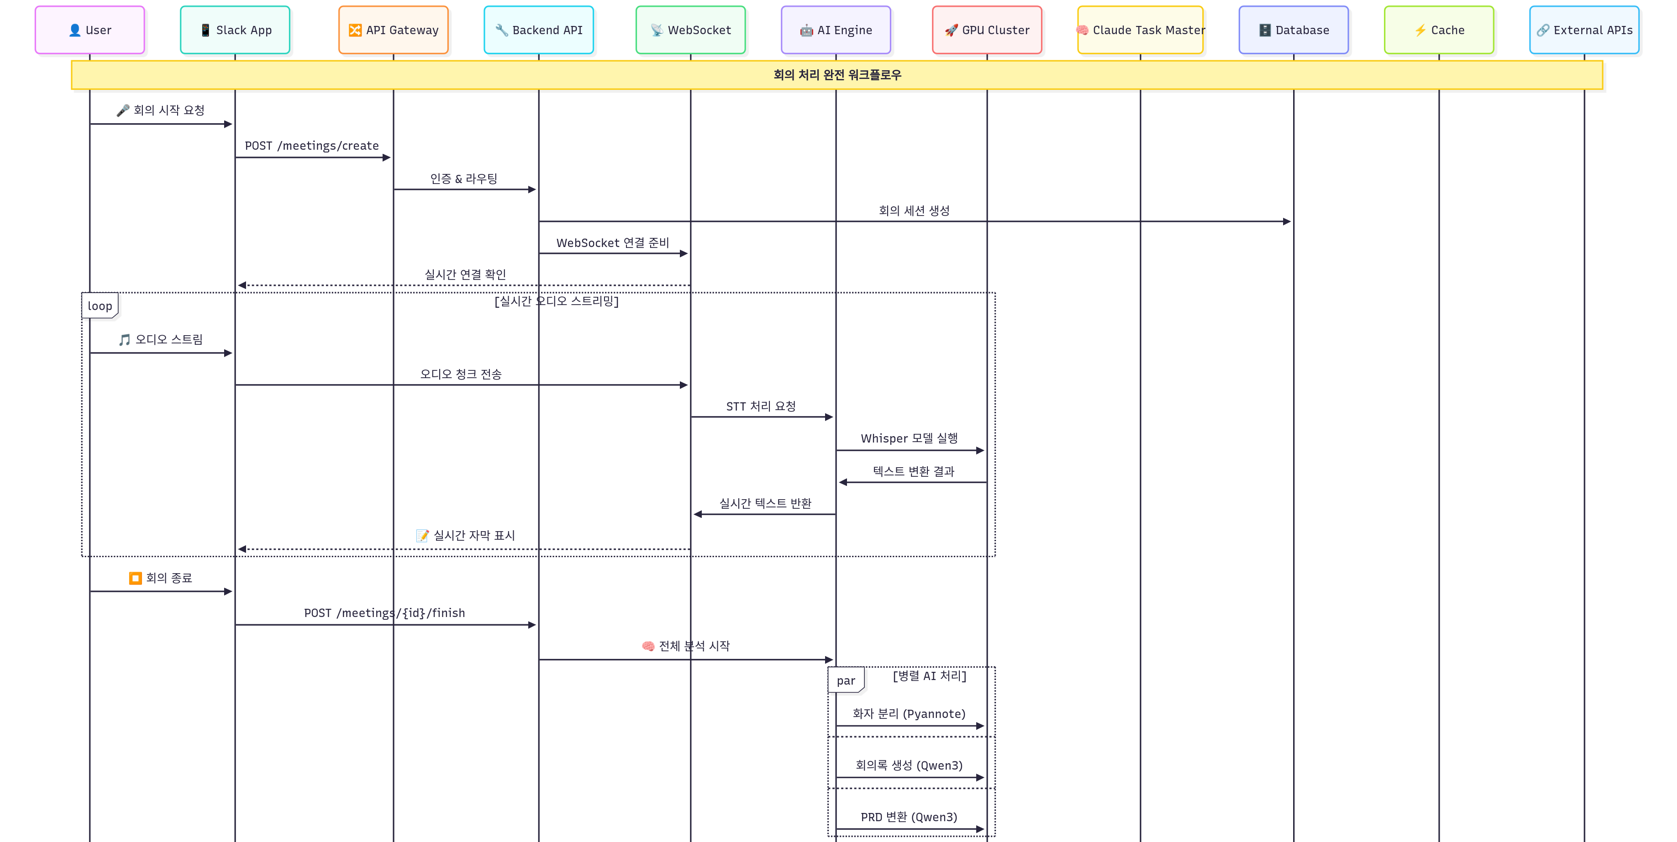 👤 User
📱 Slack App
🔀 API Gateway
🔧 Backend API
📡 WebSocket
🤖 AI Engine
🚀 GPU Cluster
🧠 Claude Task Master
🗄️ Database
⚡ Cache
🔗 External APIs
회의 처리 완전 워크플로우
🎤 회의 시작 요청
POST /meetings/create
인증 & 라우팅
회의 세션 생성
WebSocket 연결 준비
실시간 연결 확인
loop
[실시간 오디오 스트리밍]
🎵 오디오 스트림
오디오 청크 전송
STT 처리 요청
Whisper 모델 실행
텍스트 변환 결과
실시간 텍스트 반환
📝 실시간 자막 표시
⏹️ 회의 종료
POST /meetings/{id}/finish
🧠 전체 분석 시작
par
[병렬 AI 처리]
화자 분리 (Pyannote)
회의록 생성 (Qwen3)
PRD 변환 (Qwen3)